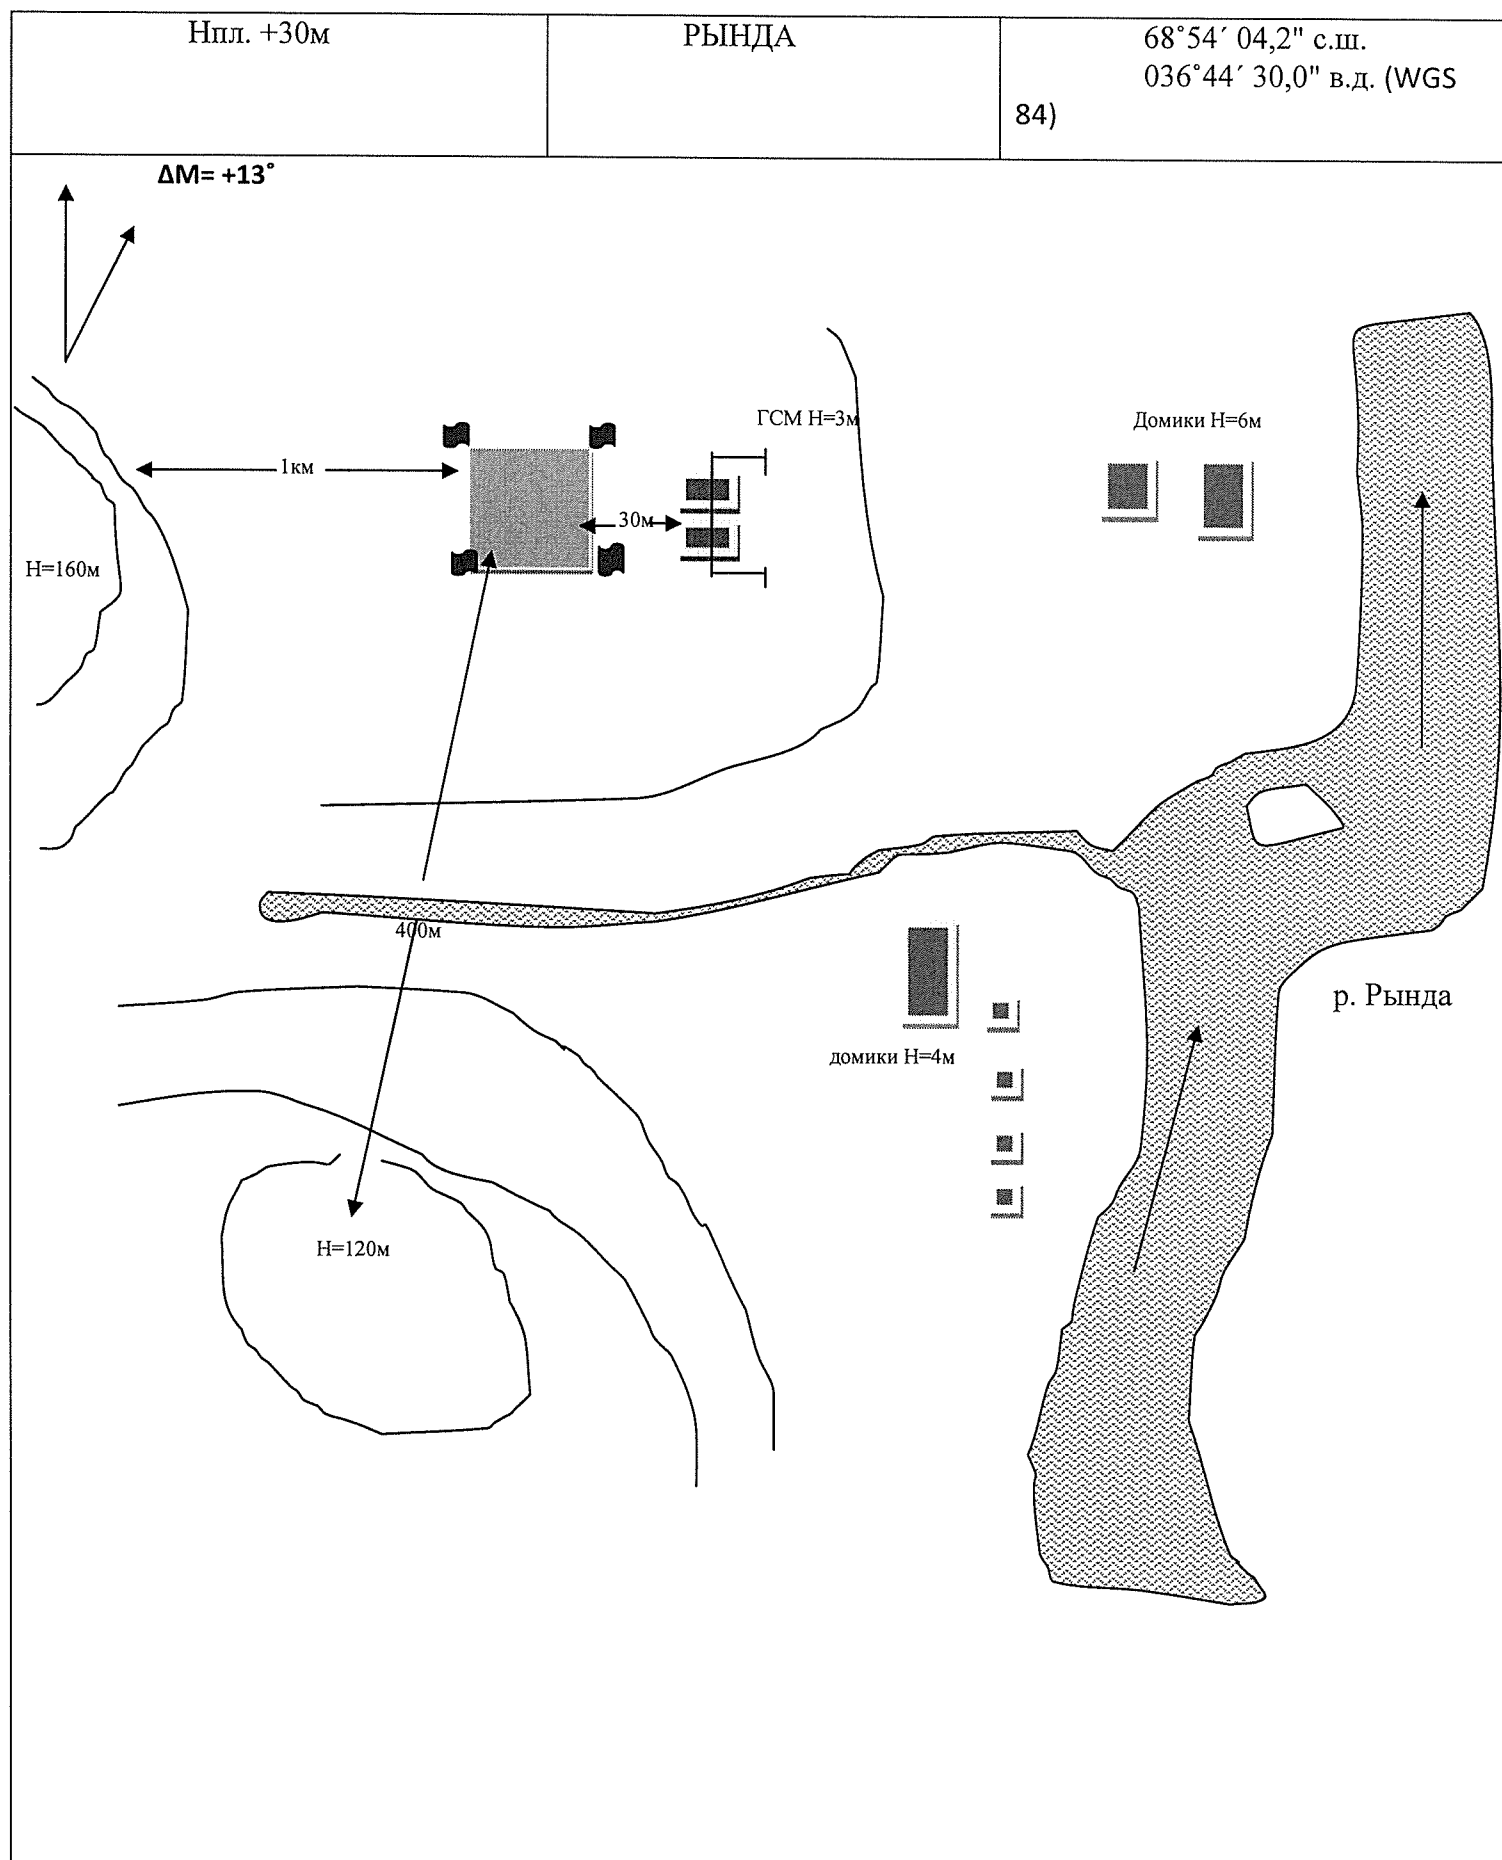 Нпл. +30м
РЫНДА
68˚54´ 04,2" с.ш.
036˚44´ 30,0" в.д. (WGS
84)
ΔM= +13˚
ГСМ Н=3м
Домики Н=6м
1км
30м
Н=160м
400м
р. Рында
домики Н=4м
Н=120м